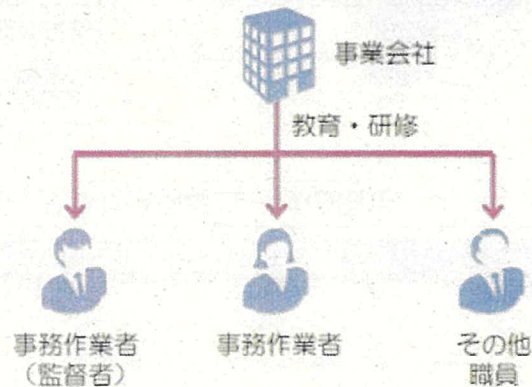 事業会社
教育・研修
事務作業者
（監督者）
事務作業者
その他
職員